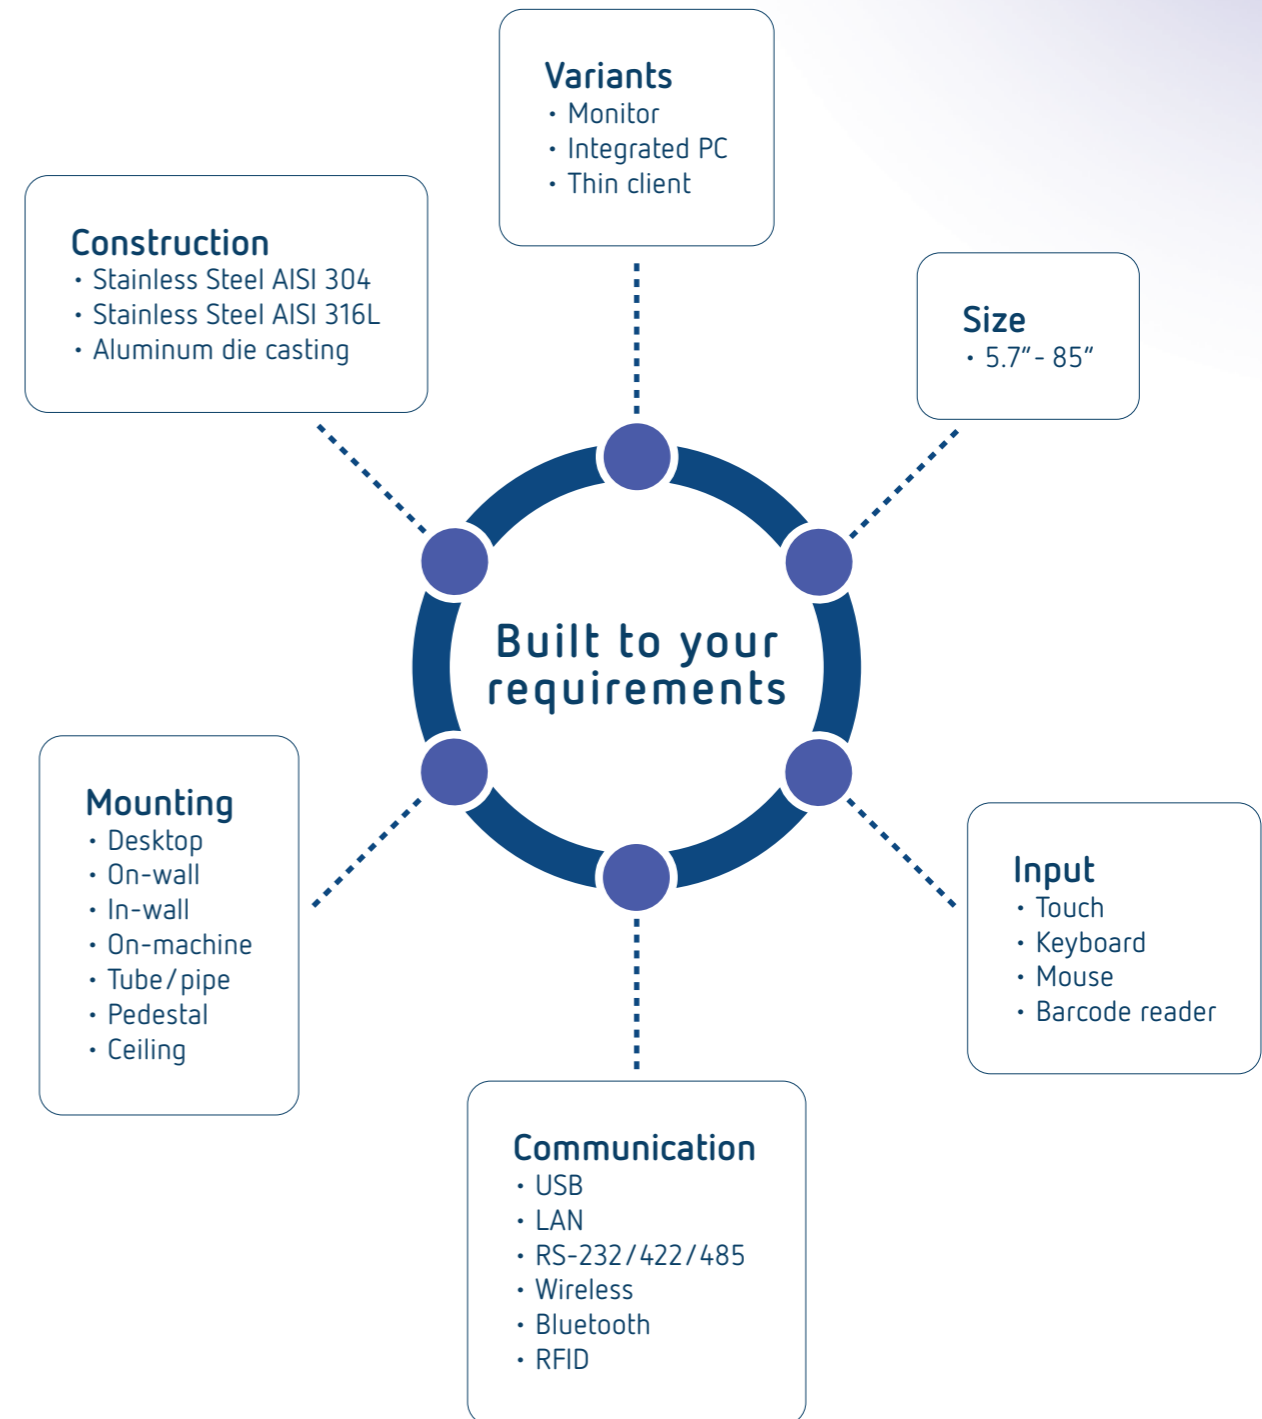 Variants
• Monitor
• Integrated PC
• Thin client
Construction
• Stainless Steel AISI 304
• Stainless Steel AISI 316L
• Aluminum die casting
Size
• 5.7”- 85”
Built to your
requirements
Mounting
• Desktop
• On-wall
• In-wall
• On-machine
• Tube/pipe
• Pedestal
• Ceiling
Input
• Touch
• Keyboard
• Mouse
• Barcode reader
Communication
• USB
• LAN
• RS-232/422/485
• Wireless
• Bluetooth
• RFID